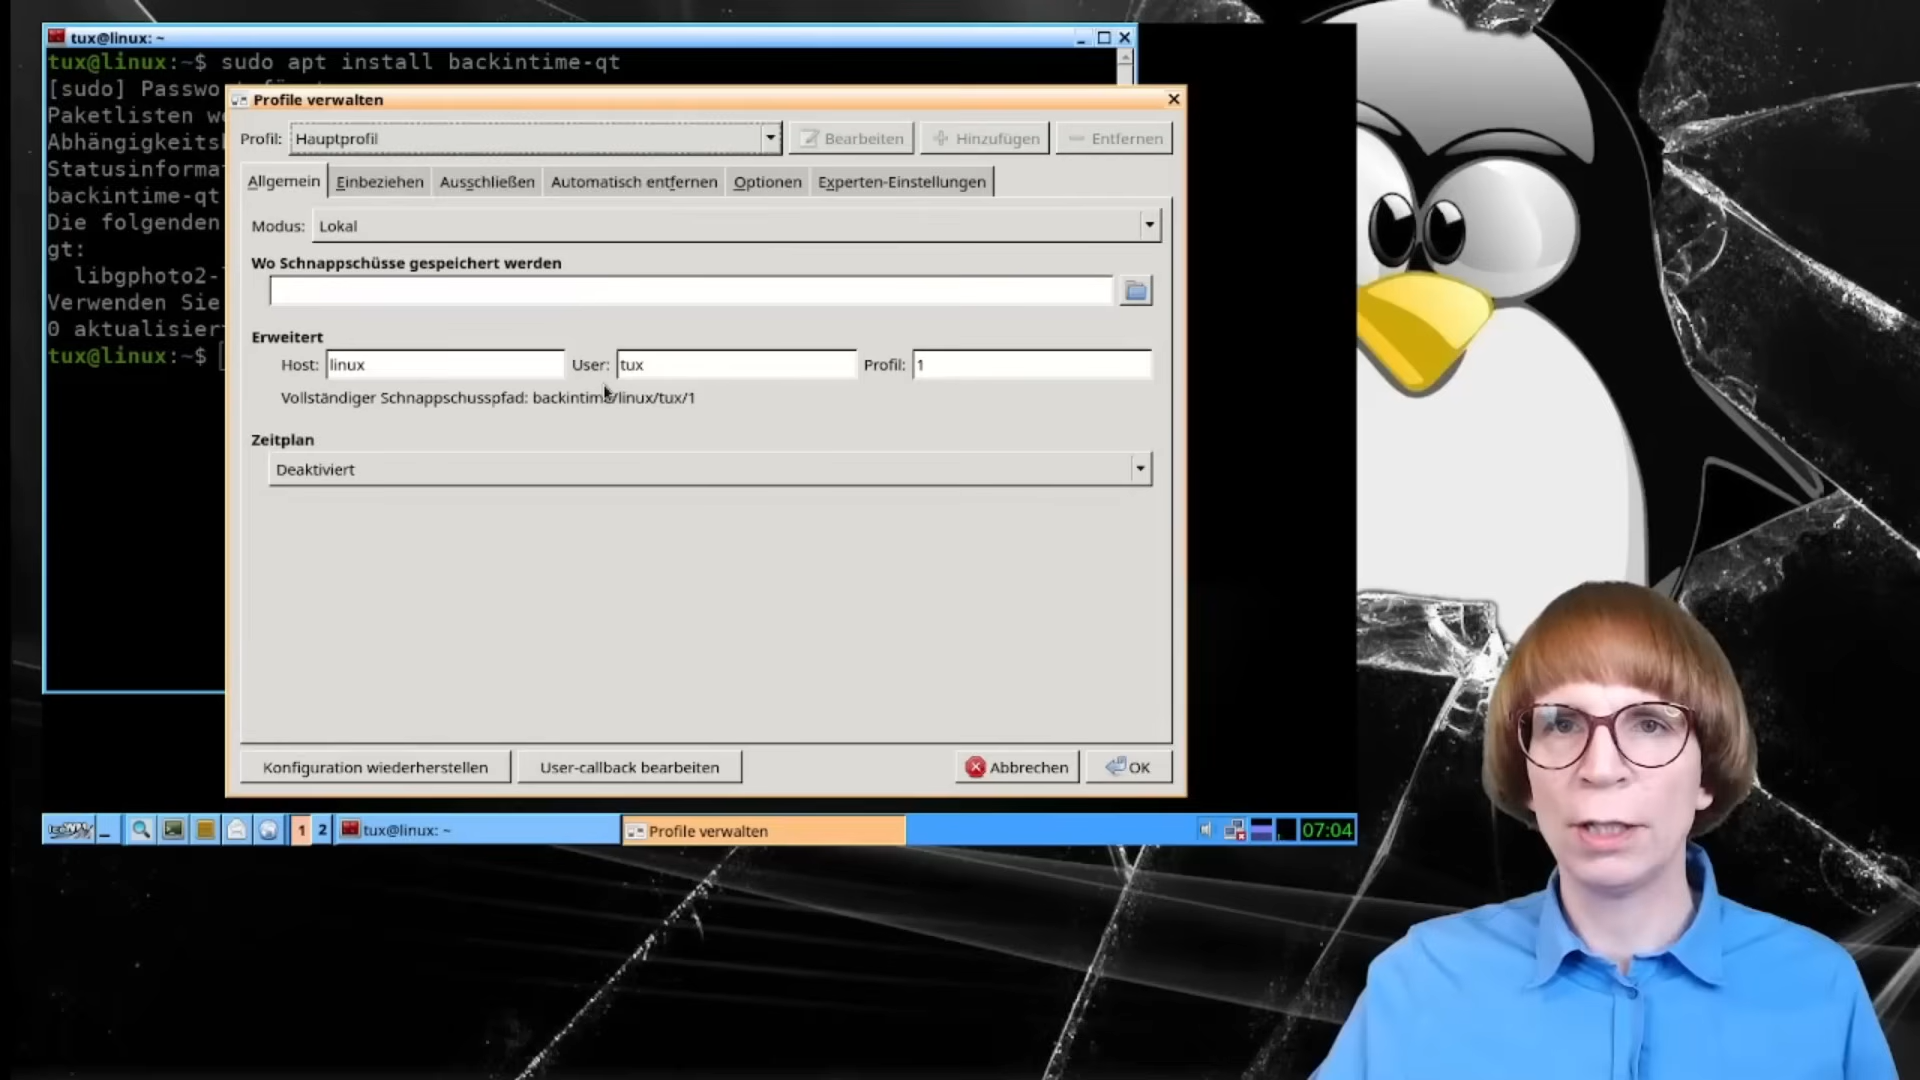 tux@linux: ~
tux@linux:~$ sudo apt install backintime-qt
[sudo] Passwo
Paketlisten
Abhängigkeits
Statusinforma
backintime-qt
Die folgenden
gt:
libgphoto2-
Verwenden Sie
0 aktualisier
tux@linux:~$
Profile verwalten
Profil: Hauptprofil Bearbeiten Hinzufügen Entfernen
Allgemein Einbeziehen Ausschließen Automatisch entfernen Optionen Experten-Einstellungen
Modus: Lokal
Wo Schnappschüsse gespeichert werden
Erweitert
Host: linux User: tux Profil: 1
Vollständiger Schnappschusspfad: backintime/linux/tux/1
Zeitplan
Deaktiviert
Konfiguration wiederherstellen User-callback bearbeiten Abbrechen OK
1 2 tux@linux: ~ Profile verwalten 07:04